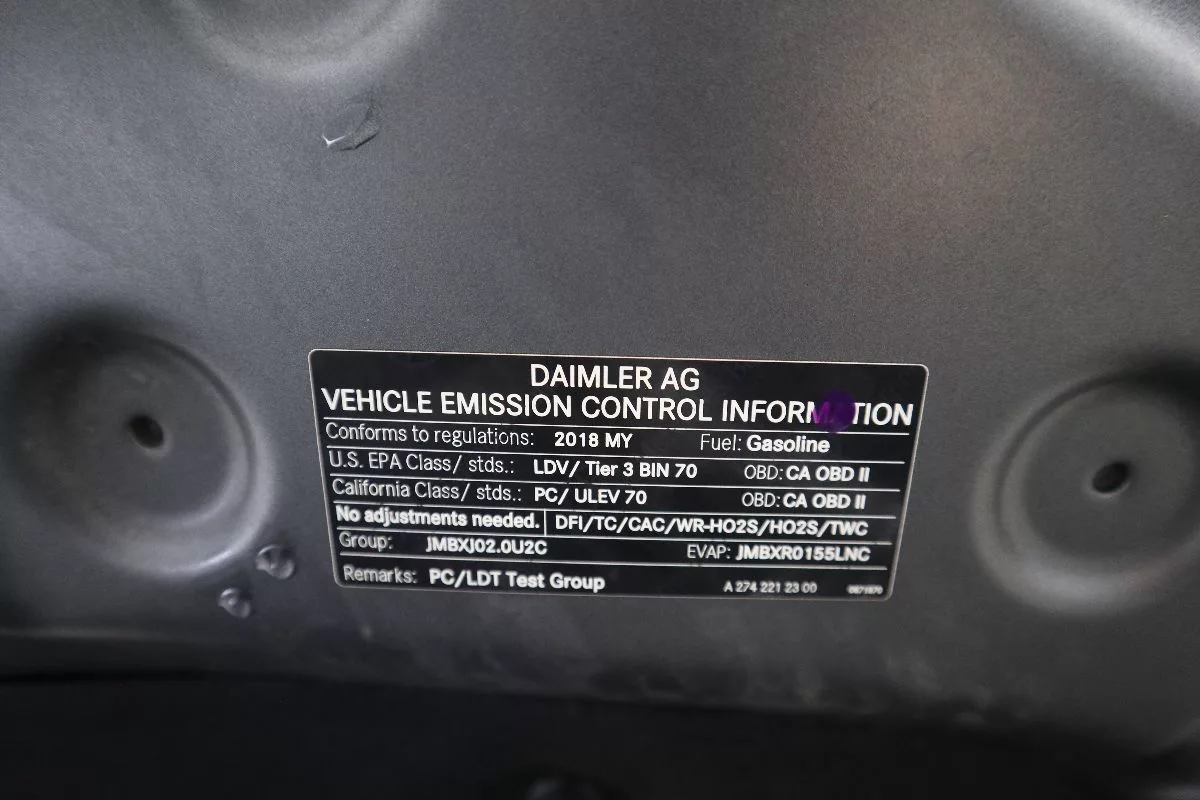 DAIMLER AG
VEHICLE EMISSION CONTROL INFORMATION
Conforms to regulations: 2018 MY Fuel: Gasoline
U.S. EPA Class/ stds.: LDV/ Tier 3 BIN 70 OBD: CA OBD II
California Class/ stds.: PC/ ULEV 70 OBD: CA OBD II
No adjustments needed. DFI/TC/CAC/WR-HO2S/HO2S/TWC
Group: JMBXJ02.0U2C EVAP: JMBXR0155LNC
Remarks: PC/LDT Test Group A 274 221 23 00